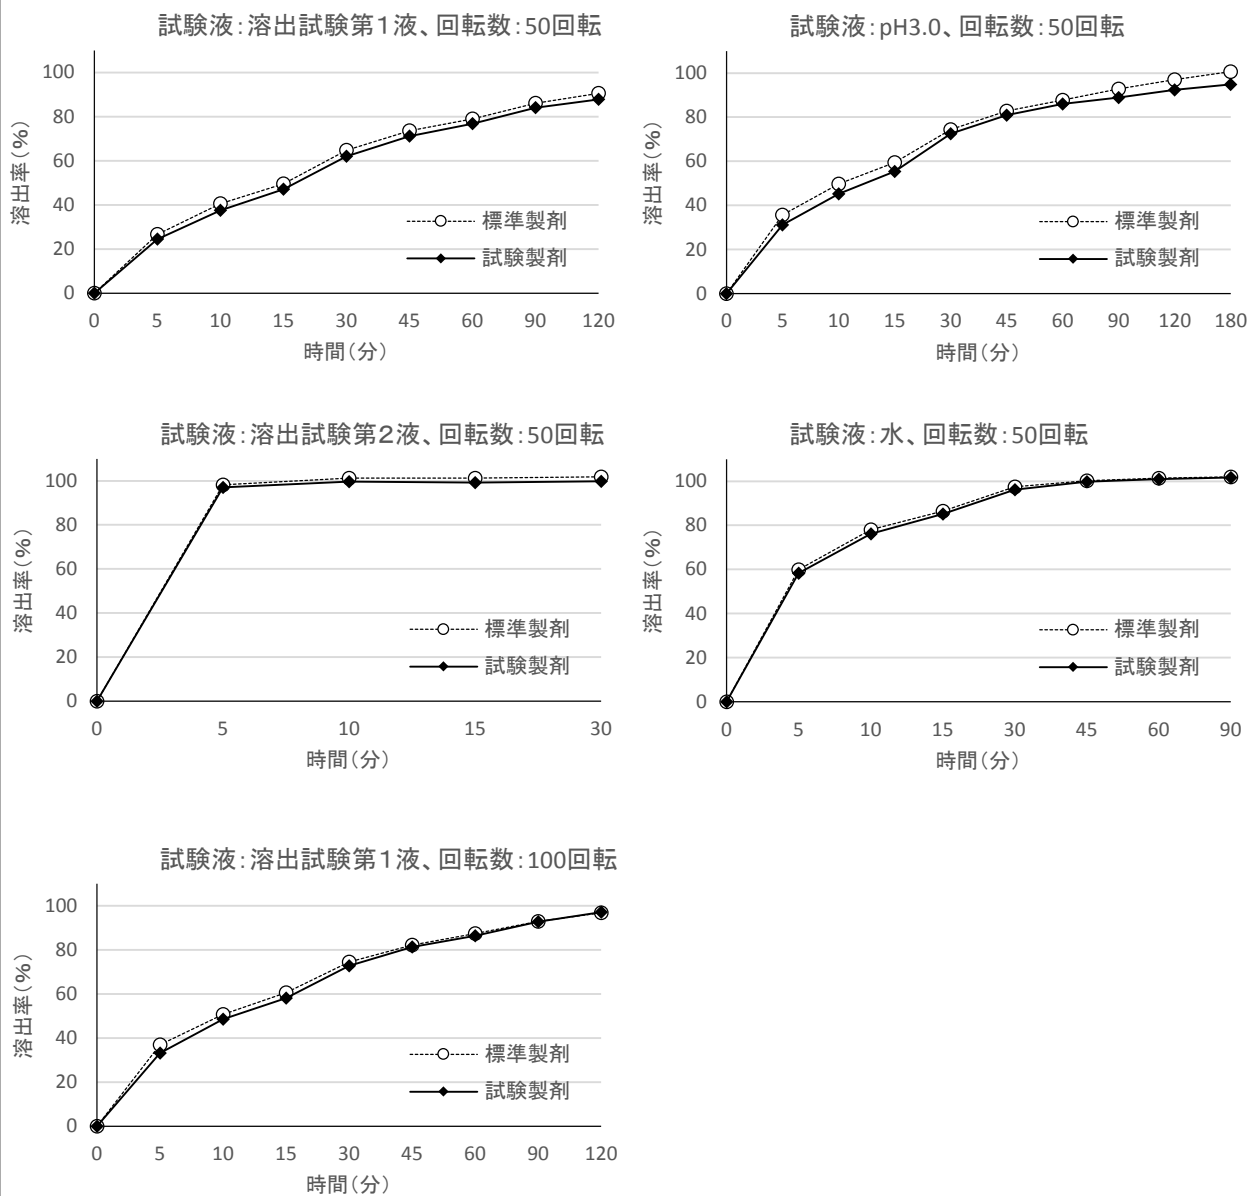 試験液：溶出試験第１液、回転数：50回転
溶出率（%）
100
80
60
40
20
0
標準製剤
試験製剤
0 5 10 15 30 45 60 90 120
時間（分）
試験液：pH3.0、回転数：50回転
溶出率（%）
100
80
60
40
20
0
標準製剤
試験製剤
0 5 10 15 30 45 60 90 120 180
時間（分）
試験液：溶出試験第２液、回転数：50回転
溶出率（%）
100
80
60
40
20
0
標準製剤
試験製剤
0 5 10 15 30
時間（分）
試験液：水、回転数：50回転
溶出率（%）
100
80
60
40
20
0
標準製剤
試験製剤
0 5 10 15 30 45 60 90
時間（分）
試験液：溶出試験第１液、回転数：100回転
溶出率（%）
100
80
60
40
20
0
標準製剤
試験製剤
0 5 10 15 30 45 60 90 120
時間（分）